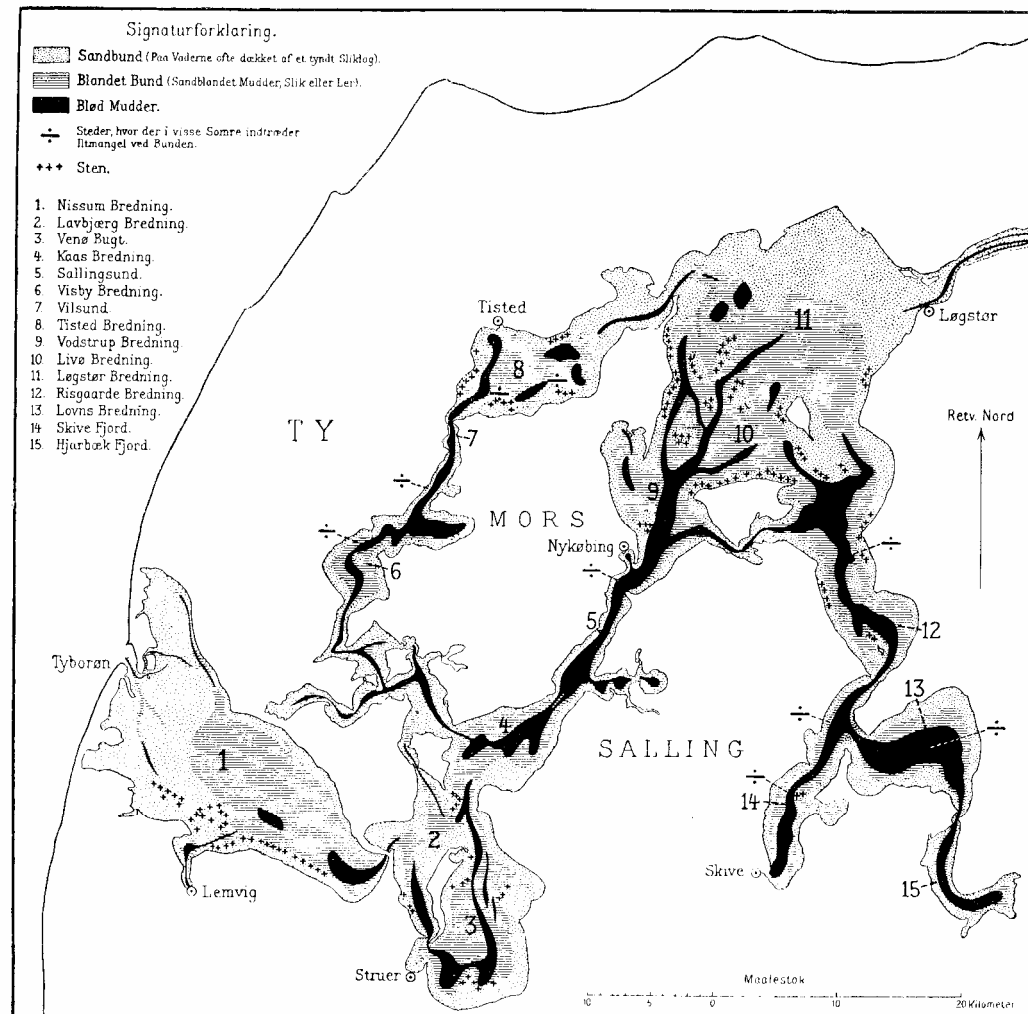 Signaturforklaring.
Sandbund (Paa Vaderne ofte dækket af et tyndt Sliklag).
Blandet Bund (Sandblandet Mudder, Slik eller Ler).
Blød Mudder.
÷ Steder, hvor der i visse Somre indtræder
Iltmangel ved Bunden.
+++ Sten.
1. Nissum Bredning.
2. Lavbjærg Bredning.
3. Venø Bugt.
4. Kaas Bredning.
5. Sallingsund.
6. Visby Bredning.
7. Vilsund.
8. Tisted Bredning.
9. Vodstrup Bredning.
10. Livø Bredning.
11. Løgstør Bredning.
12. Risgaarde Bredning.
13. Lovns Bredning.
14. Skive Fjord.
15. Hjarbæk Fjord.
Tisted
8
11
Løgstør
Retv. Nord
TY
7
10
9
MORS
Nykøbing
6
5
12
Tyborøn
13
4
SALLING
1
14
2
Skive
Lemvig
15
3
Struer
Maalestok
10 5 0 10 20 Kilometer